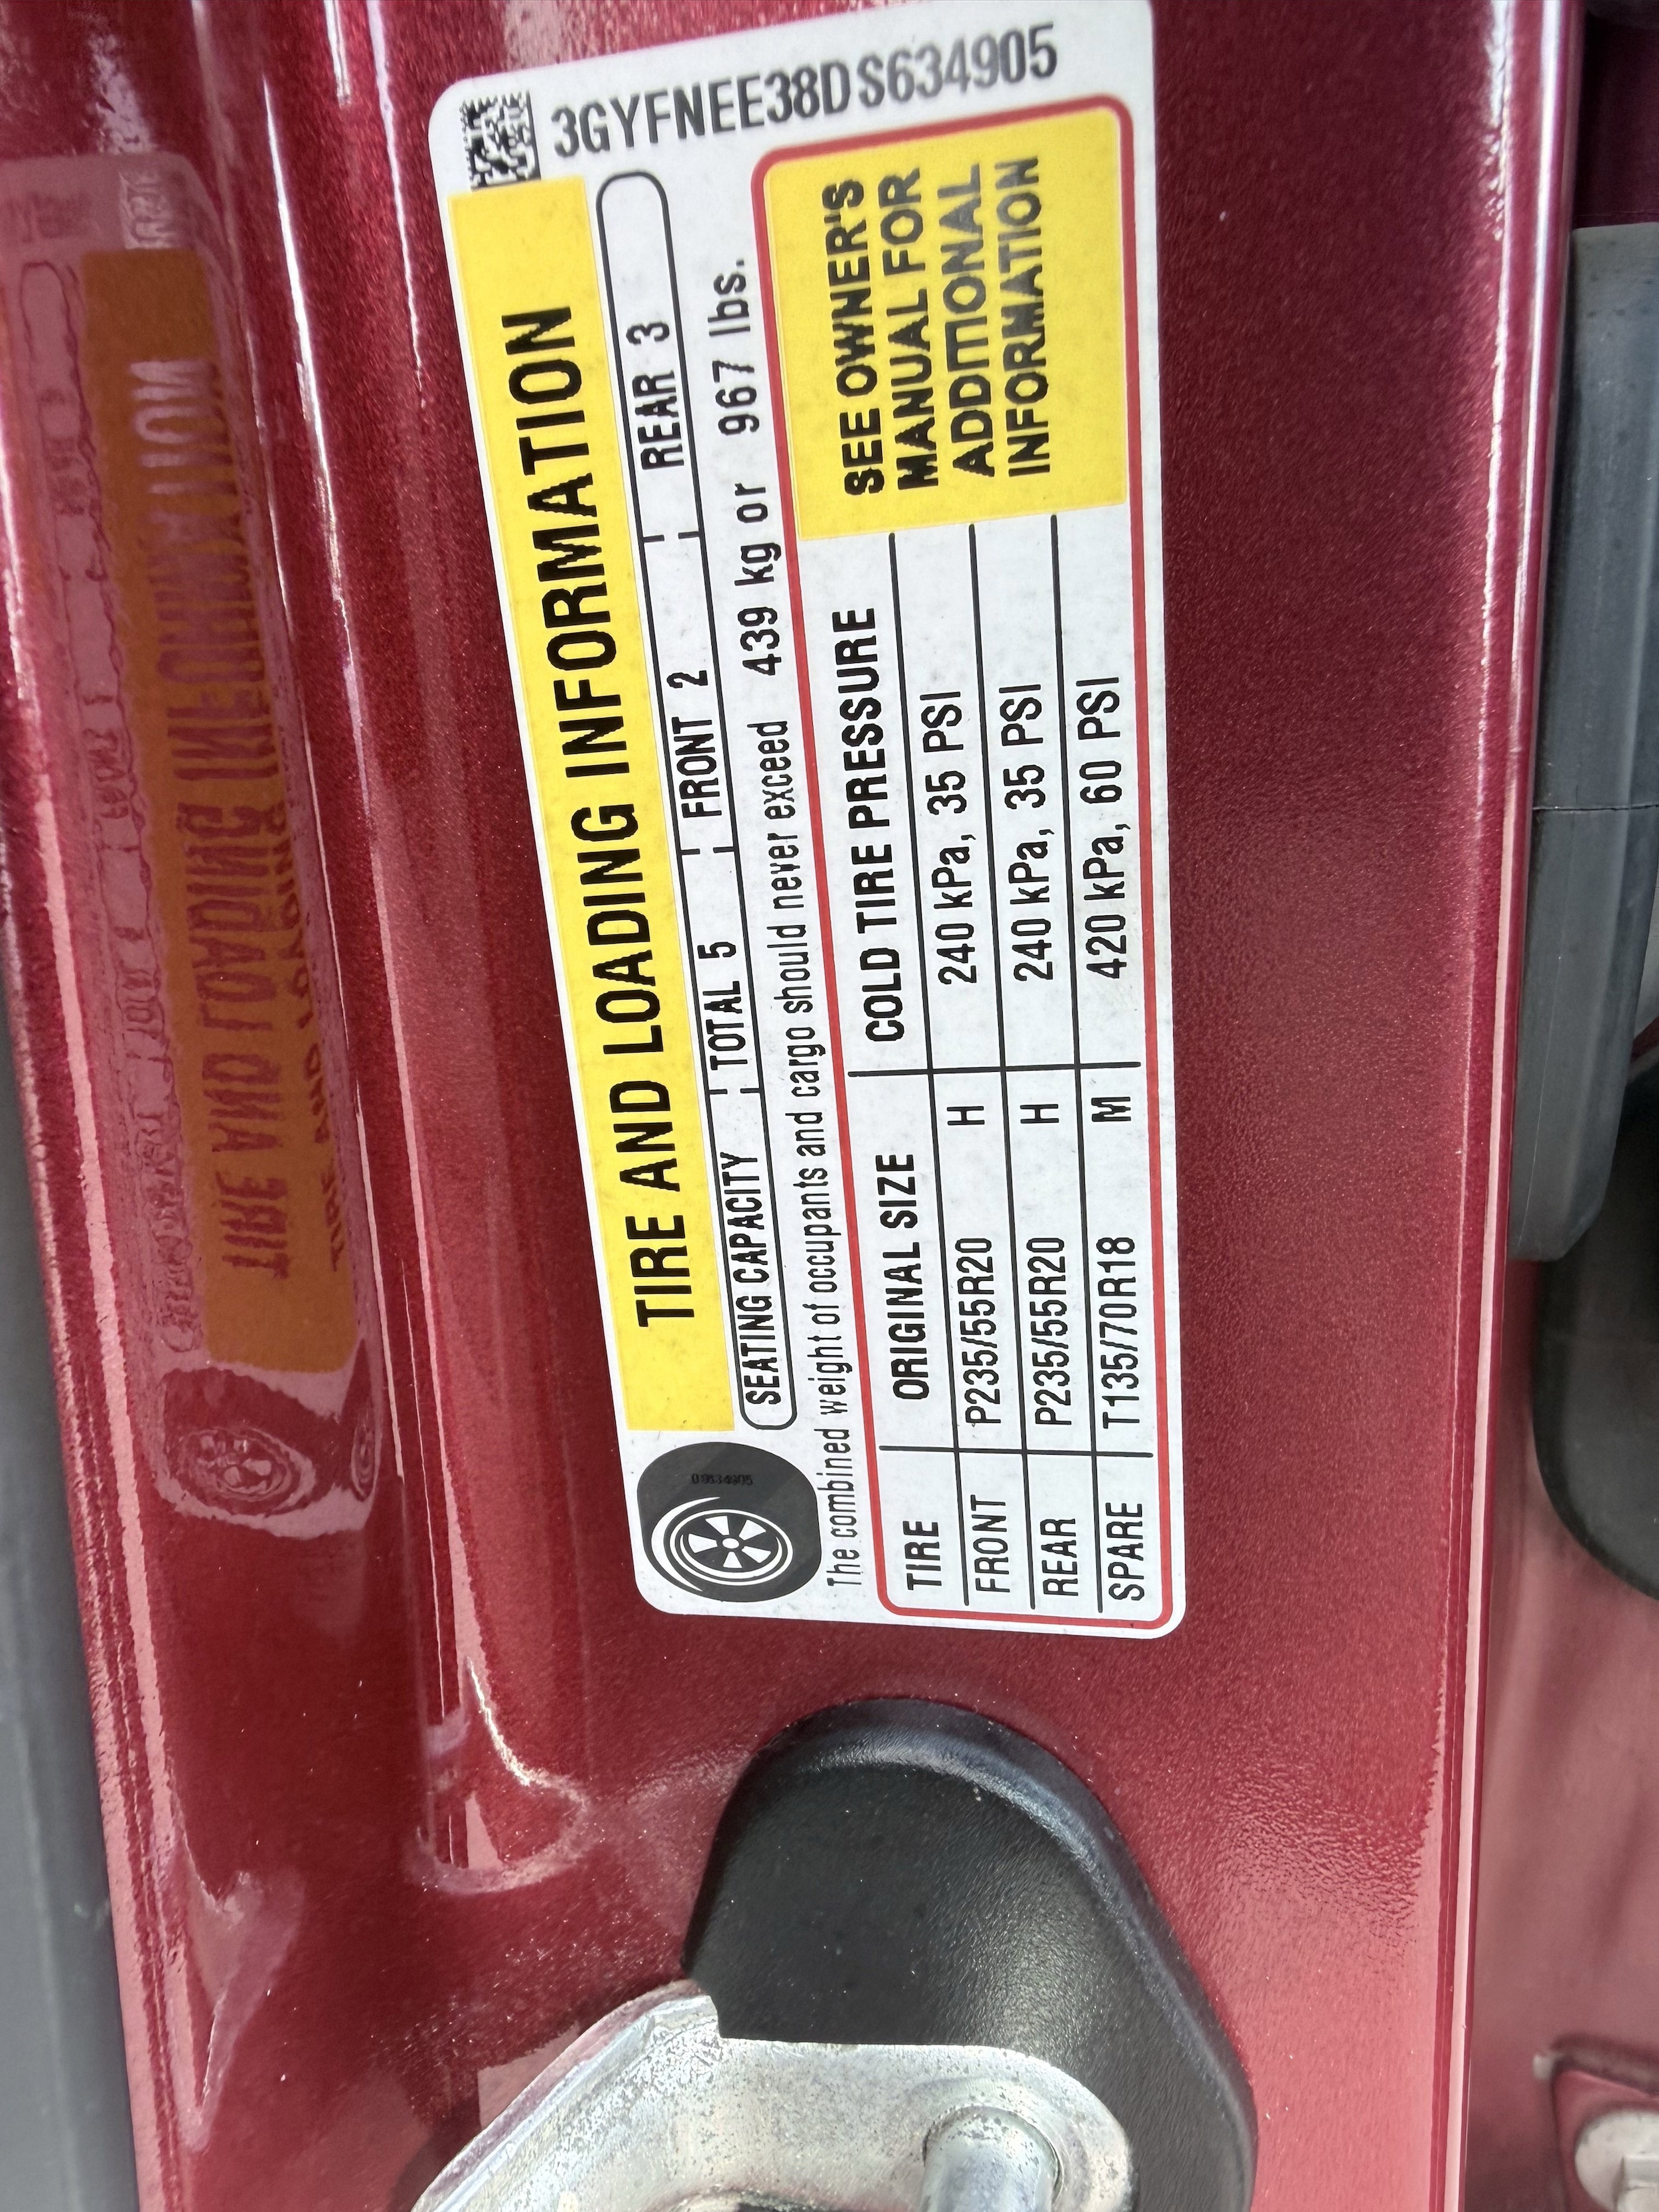 3GYFNEE38DS634905
TIRE AND LOADING INFORMATION
SEATING CAPACITY TOTAL 5 FRONT 2 REAR 3
The combined weight of occupants and cargo should never exceed 439 kg or 967 lbs.
TIRE ORIGINAL SIZE COLD TIRE PRESSURE
FRONT P235/55R20 H 240 kPa, 35 PSI
REAR P235/55R20 H 240 kPa, 35 PSI
SPARE T135/70R18 M 420 kPa, 60 PSI
SEE OWNER'S
MANUAL FOR
ADDITIONAL
INFORMATION